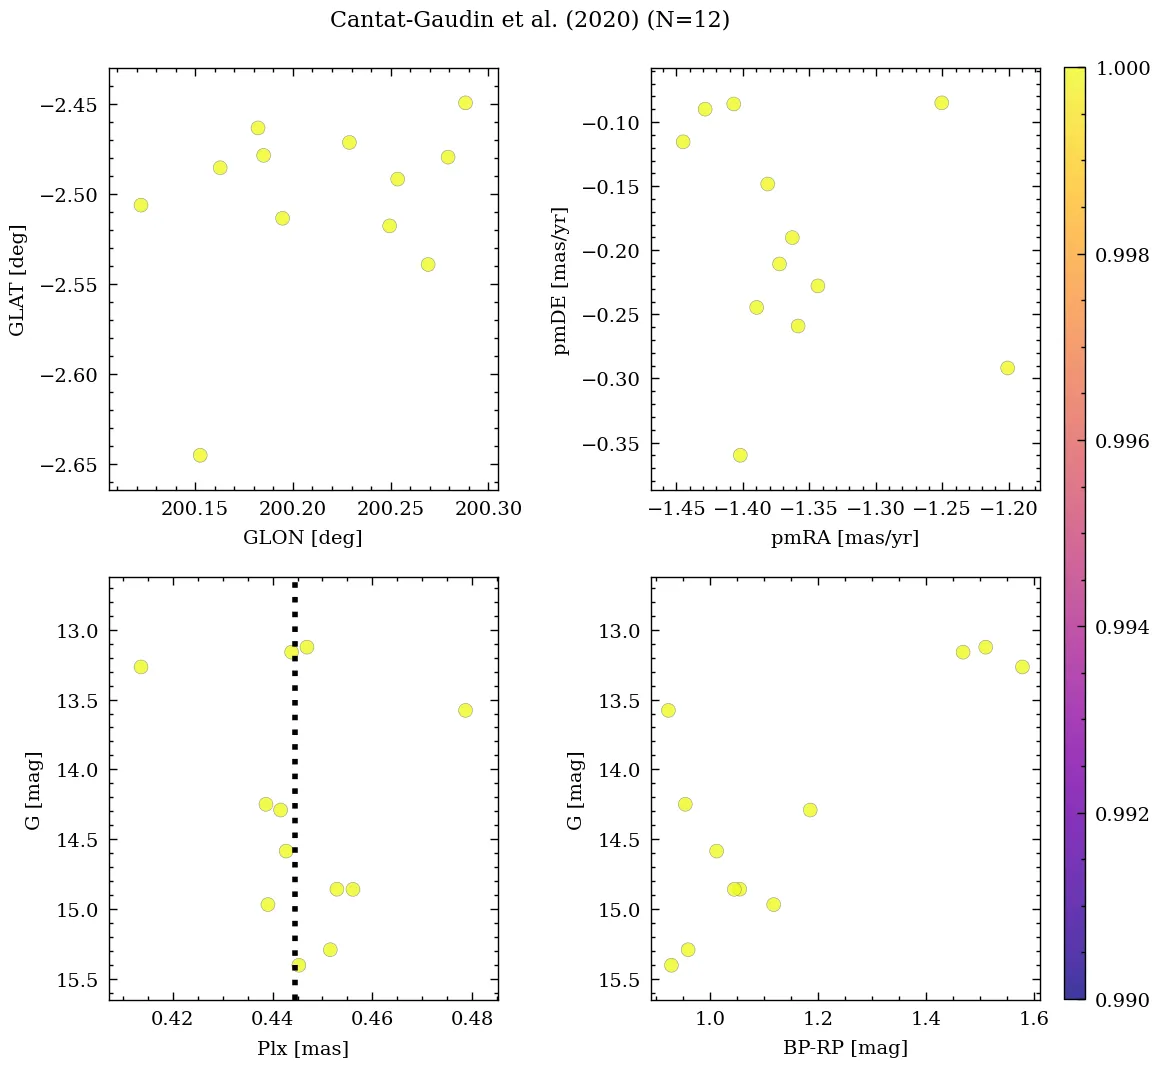 Cantat-Gaudin et al. (2020) (N=12)
−2.45
−2.50
−2.55
−2.60
−2.65
GLAT [deg]
200.15 200.20 200.25 200.30
GLON [deg]
−0.10
−0.15
−0.20
−0.25
−0.30
−0.35
pmDE [mas/yr]
−1.45 −1.40 −1.35 −1.30 −1.25 −1.20
pmRA [mas/yr]
13.0
13.5
14.0
14.5
15.0
15.5
G [mag]
0.42 0.44 0.46 0.48
Plx [mas]
13.0
13.5
14.0
14.5
15.0
15.5
G [mag]
1.0 1.2 1.4 1.6
BP-RP [mag]
1.000
0.998
0.996
0.994
0.992
0.990